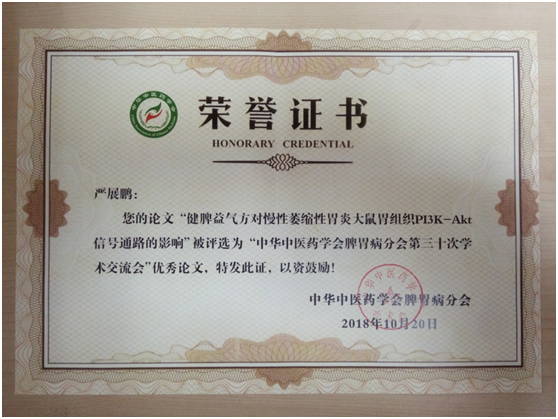 荣誉证书
HONORARY CREDENTIAL
严展鹏：
您的论文“健脾益气方对慢性萎缩性胃炎大鼠胃组织PI3K-Akt
信号通路的影响”被评选为“中华中医药学会脾胃病分会第三十次学
术交流会”优秀论文，特发此证，以资鼓励！
中华中医药学会脾胃病分会
2018年10月20日